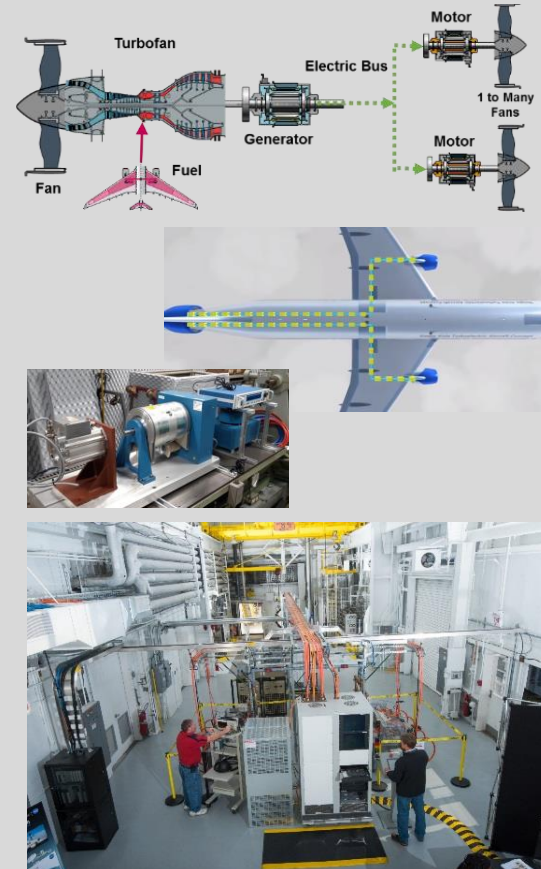 Motor
Turbofan
Electric Bus
1 to Many
Fans
Generator
Motor
Fuel
Fan